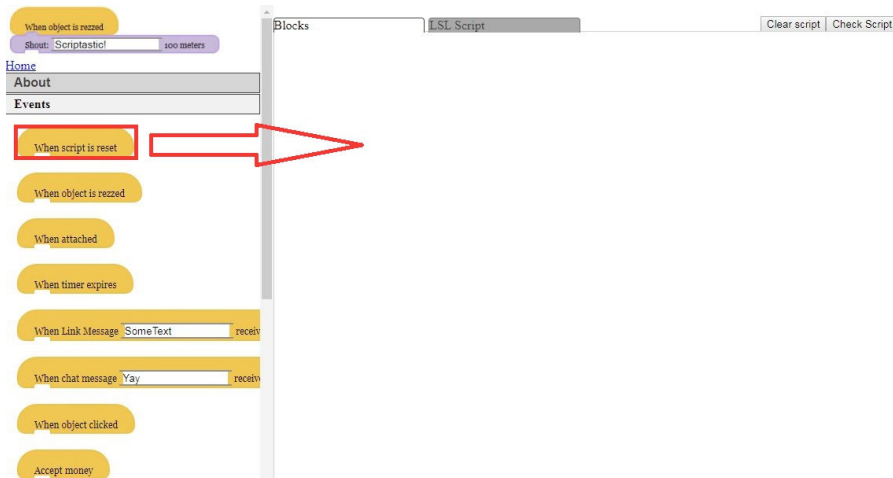 When object is rezzed
Shout: Scriptastic! 100 meters
Home
About
Events
When script is reset
When object is rezzed
When attached
When timer expires
When Link Message SomeText receiv
When chat message Yay receiv
When object clicked
Accept money
Blocks LSL Script Clear script Check Script